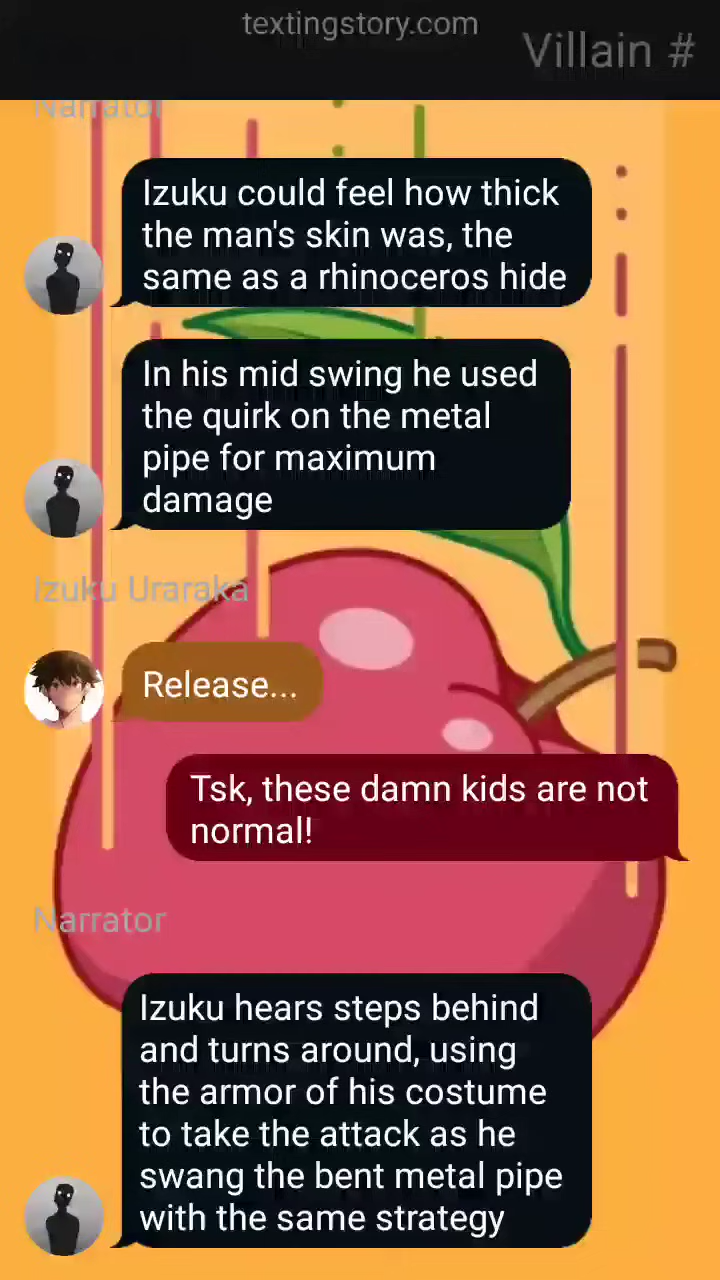 textingstory.com
Villain #
Narrator
Izuku could feel how thick
the man's skin was, the
same as a rhinoceros hide
In his mid swing he used
the quirk on the metal
pipe for maximum
damage
Izuku Uraraka
Release...
Tsk, these damn kids are not
normal!
Narrator
Izuku hears steps behind
and turns around, using
the armor of his costume
to take the attack as he
swang the bent metal pipe
with the same strategy